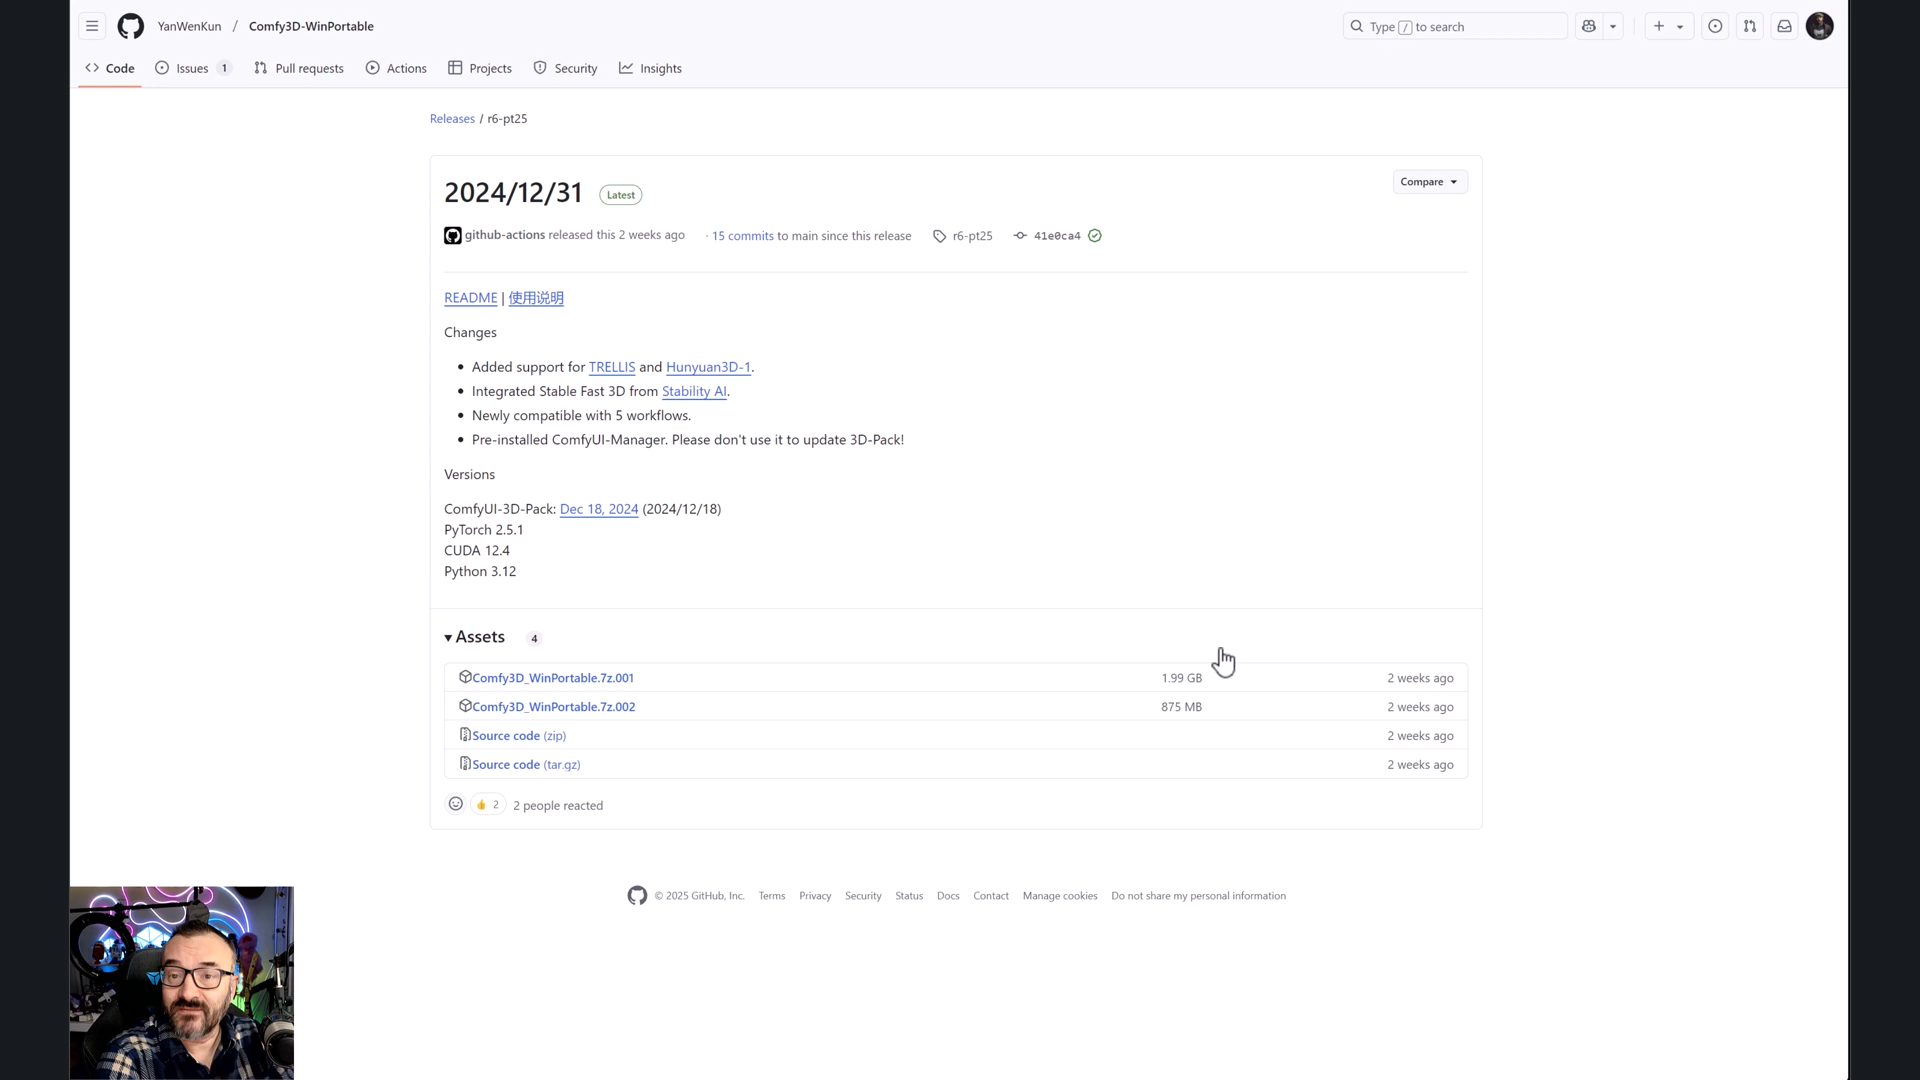 YanWenKun / Comfy3D-WinPortable
Type / to search
Code Issues 1 Pull requests Actions Projects Security Insights
Releases / r6-pt25
2024/12/31 Latest
Compare
github-actions released this 2 weeks ago · 15 commits to main since this release r6-pt25 41e0ca4
README | 使用说明
Changes
• Added support for TRELLIS and Hunyuan3D-1.
• Integrated Stable Fast 3D from Stability AI.
• Newly compatible with 5 workflows.
• Pre-installed ComfyUI-Manager. Please don't use it to update 3D-Pack!
Versions
ComfyUI-3D-Pack: Dec 18, 2024 (2024/12/18)
PyTorch 2.5.1
CUDA 12.4
Python 3.12
Assets 4
Comfy3D_WinPortable.7z.001 1.99 GB 2 weeks ago
Comfy3D_WinPortable.7z.002 875 MB 2 weeks ago
Source code (zip) 2 weeks ago
Source code (tar.gz) 2 weeks ago
👍 2 2 people reacted
© 2025 GitHub, Inc. Terms Privacy Security Status Docs Contact Manage cookies Do not share my personal information